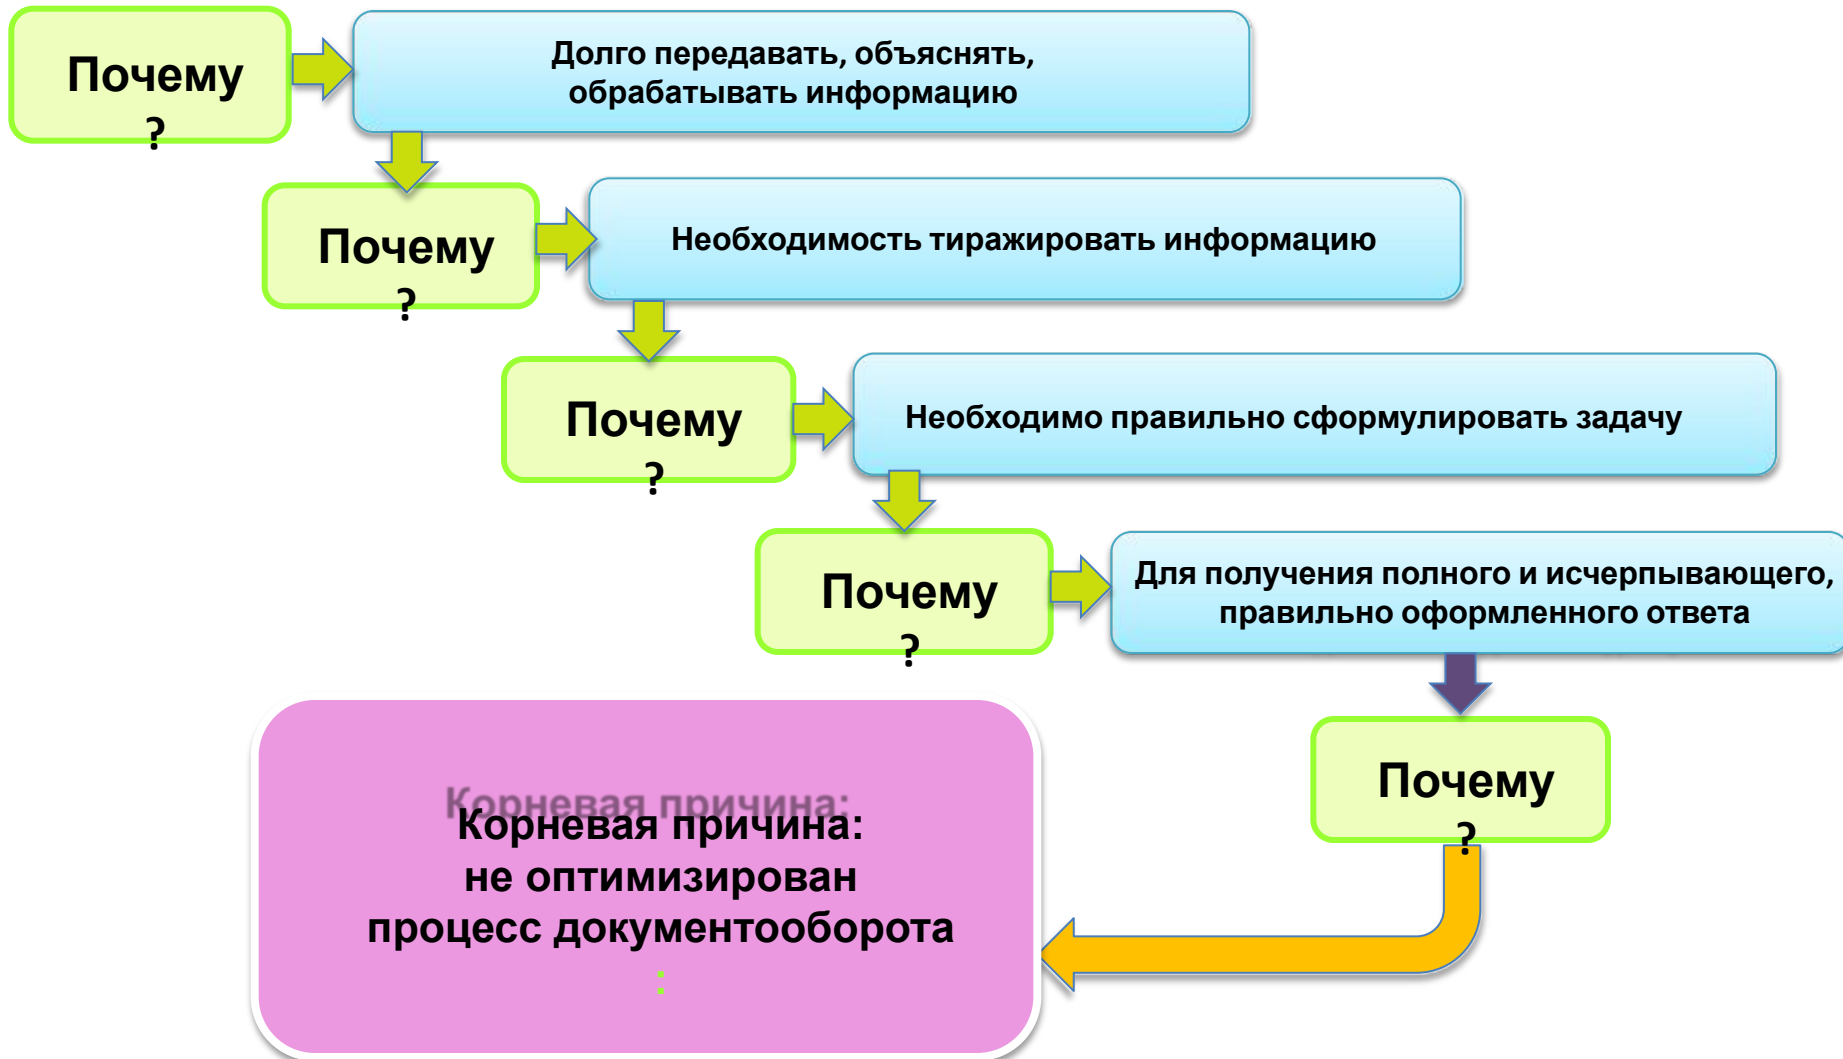 Почему
?
Долго передавать, объяснять,
обрабатывать информацию
Почему
?
Необходимость тиражировать информацию
Почему
?
Необходимо правильно сформулировать задачу
Почему
?
Для получения полного и исчерпывающего,
правильно оформленного ответа
Почему
?
Корневая причина:
Корневая причина:
не оптимизирован
процесс документооборота
: